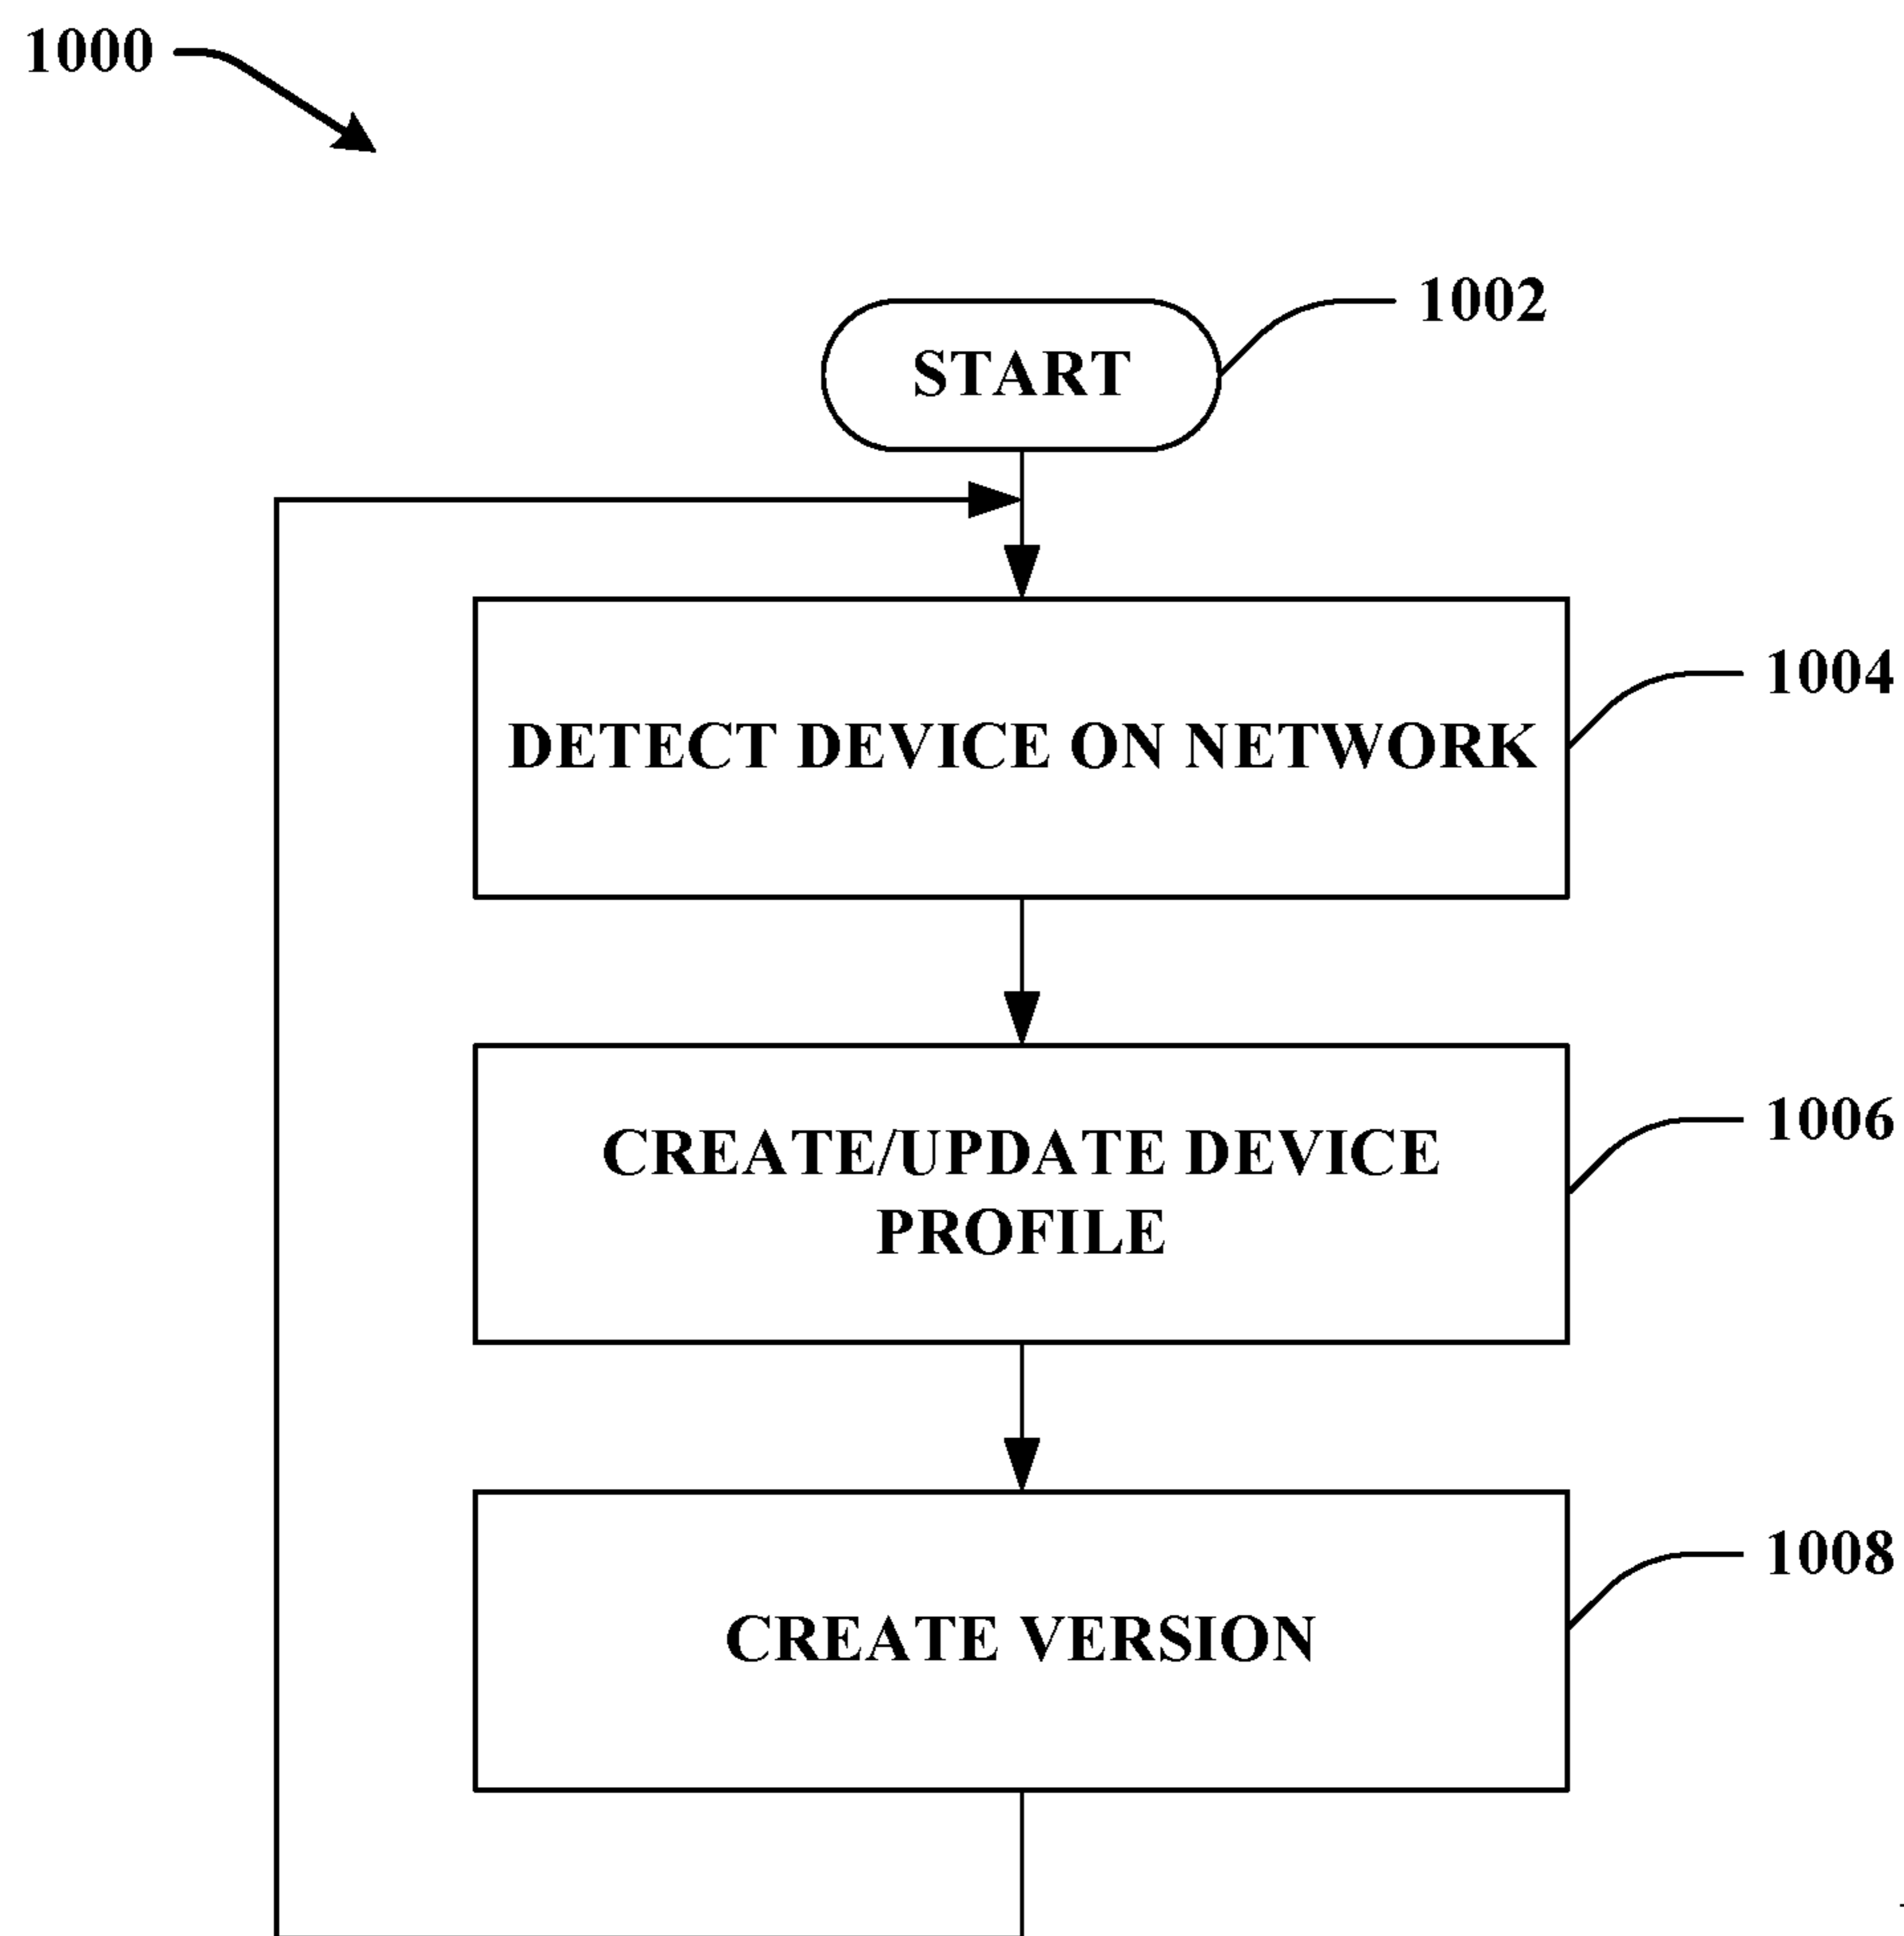 1000
1002
START
1004
DETECT DEVICE ON NETWORK
1006
CREATE/UPDATE DEVICE
PROFILE
1008
CREATE VERSION